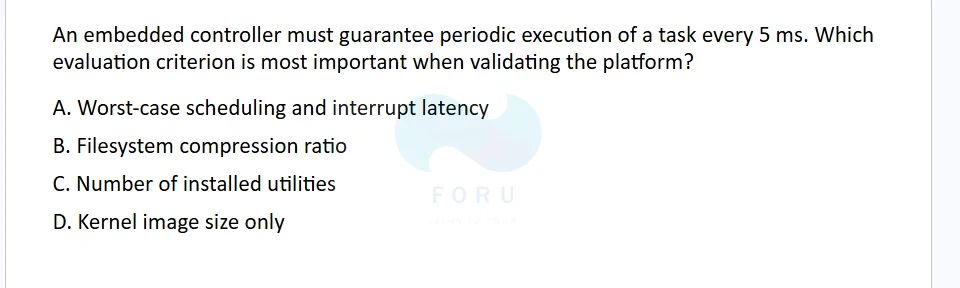 An embedded controller must guarantee periodic execution of a task every 5 ms. Which
evaluation criterion is most important when validating the platform?
A. Worst-case scheduling and interrupt latency
B. Filesystem compression ratio
C. Number of installed utilities
FORU
D. Kernel image size only